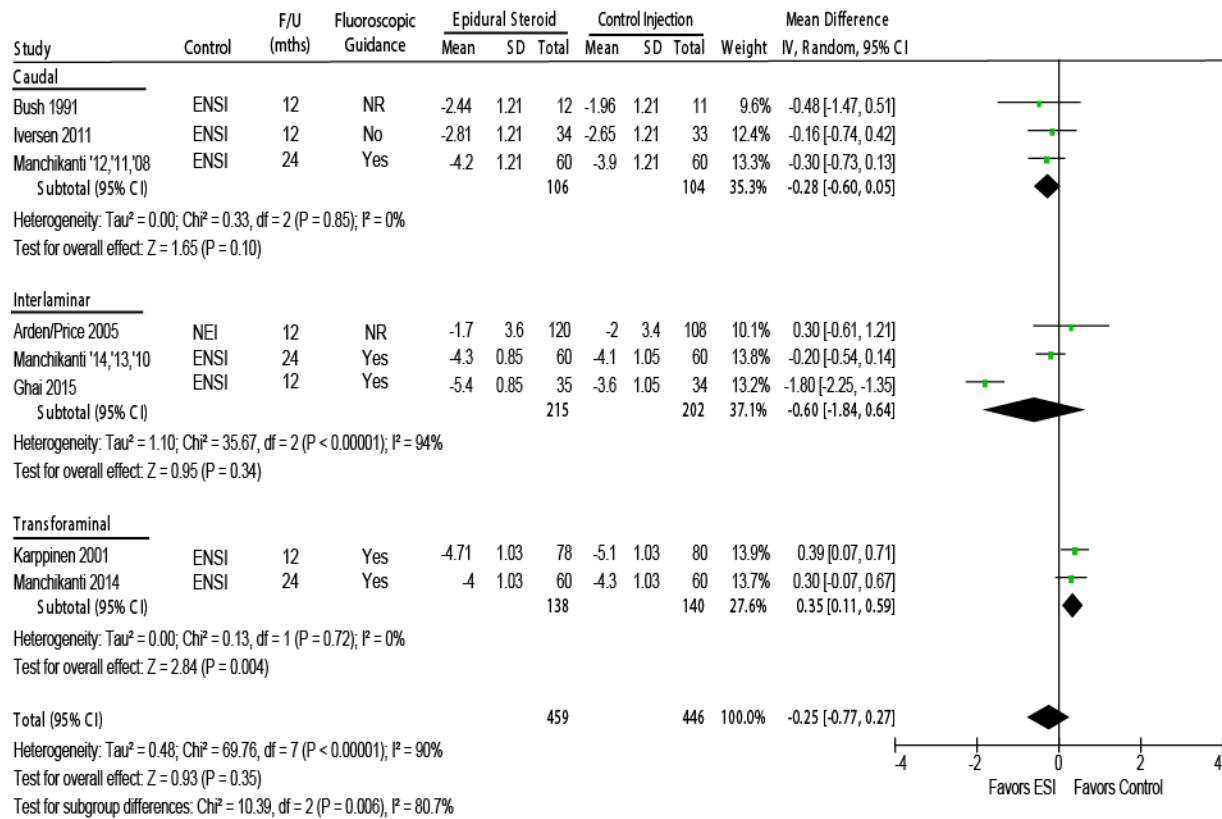 F/U Fluoroscopic Epidural Steroid Control Injection Mean Difference
Study Control (mths) Guidance Mean SD Total Mean SD Total Weight IV, Random, 95% CI
Caudal
Bush 1991 ENSI 12 NR -2.44 1.21 12 -1.96 1.21 11 9.6% -0.48 [-1.47, 0.51]
Iversen 2011 ENSI 12 No -2.81 1.21 34 -2.65 1.21 33 12.4% -0.16 [-0.74, 0.42]
Manchikanti '12,'11,'08 ENSI 24 Yes -4.2 1.21 60 -3.9 1.21 60 13.3% -0.30 [-0.73, 0.13]
Subtotal (95% CI) 106 104 35.3% -0.28 [-0.60, 0.05]
Heterogeneity: Tau² = 0.00; Chi² = 0.33, df = 2 (P = 0.85); I² = 0%
Test for overall effect: Z = 1.65 (P = 0.10)
Interlaminar
Arden/Price 2005 NEI 12 NR -1.7 3.6 120 -2 3.4 108 10.1% 0.30 [-0.61, 1.21]
Manchikanti '14,'13,'10 ENSI 24 Yes -4.3 0.85 60 -4.1 1.05 60 13.8% -0.20 [-0.54, 0.14]
Ghai 2015 ENSI 12 Yes -5.4 0.85 35 -3.6 1.05 34 13.2% -1.80 [-2.25, -1.35]
Subtotal (95% CI) 215 202 37.1% -0.60 [-1.84, 0.64]
Heterogeneity: Tau² = 1.10; Chi² = 35.67, df = 2 (P < 0.00001); I² = 94%
Test for overall effect: Z = 0.95 (P = 0.34)
Transforaminal
Karppinen 2001 ENSI 12 Yes -4.71 1.03 78 -5.1 1.03 80 13.9% 0.39 [0.07, 0.71]
Manchikanti 2014 ENSI 24 Yes -4 1.03 60 -4.3 1.03 60 13.7% 0.30 [-0.07, 0.67]
Subtotal (95% CI) 138 140 27.6% 0.35 [0.11, 0.59]
Heterogeneity: Tau² = 0.00; Chi² = 0.13, df = 1 (P = 0.72); I² = 0%
Test for overall effect: Z = 2.84 (P = 0.004)
Total (95% CI) 459 446 100.0% -0.25 [-0.77, 0.27]
Heterogeneity: Tau² = 0.48; Chi² = 69.76, df = 7 (P < 0.00001); I² = 90%
Test for overall effect: Z = 0.93 (P = 0.35)
Test for subgroup differences: Chi² = 10.39, df = 2 (P = 0.006), I² = 80.7%
-4 -2 0 2 4
Favors ESI Favors Control